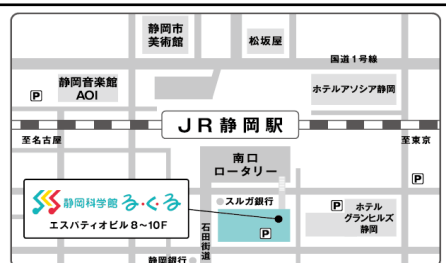 静岡市
美術館
松坂屋
国道1号線
静岡音楽館
AOI
P
ホテルアソシア静岡
JR静岡駅
至名古屋
至東京
南口
ロータリー
P
静岡科学館 る・く・る
エスパティオビル8～10F
スルガ銀行
P
P
ホテル
グランヒルズ
静岡
石田街道
静岡銀行